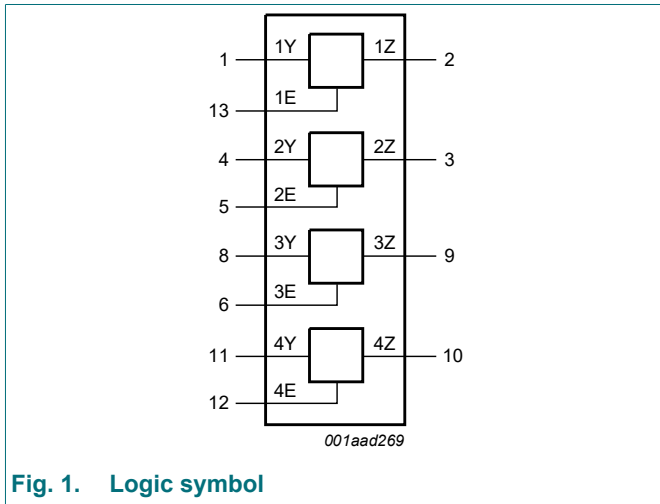 1 1Y 1Z 2
13 1E
4 2Y 2Z 3
5 2E
8 3Y 3Z 9
6 3E
11 4Y 4Z 10
12 4E
001aad269
Fig. 1. Logic symbol